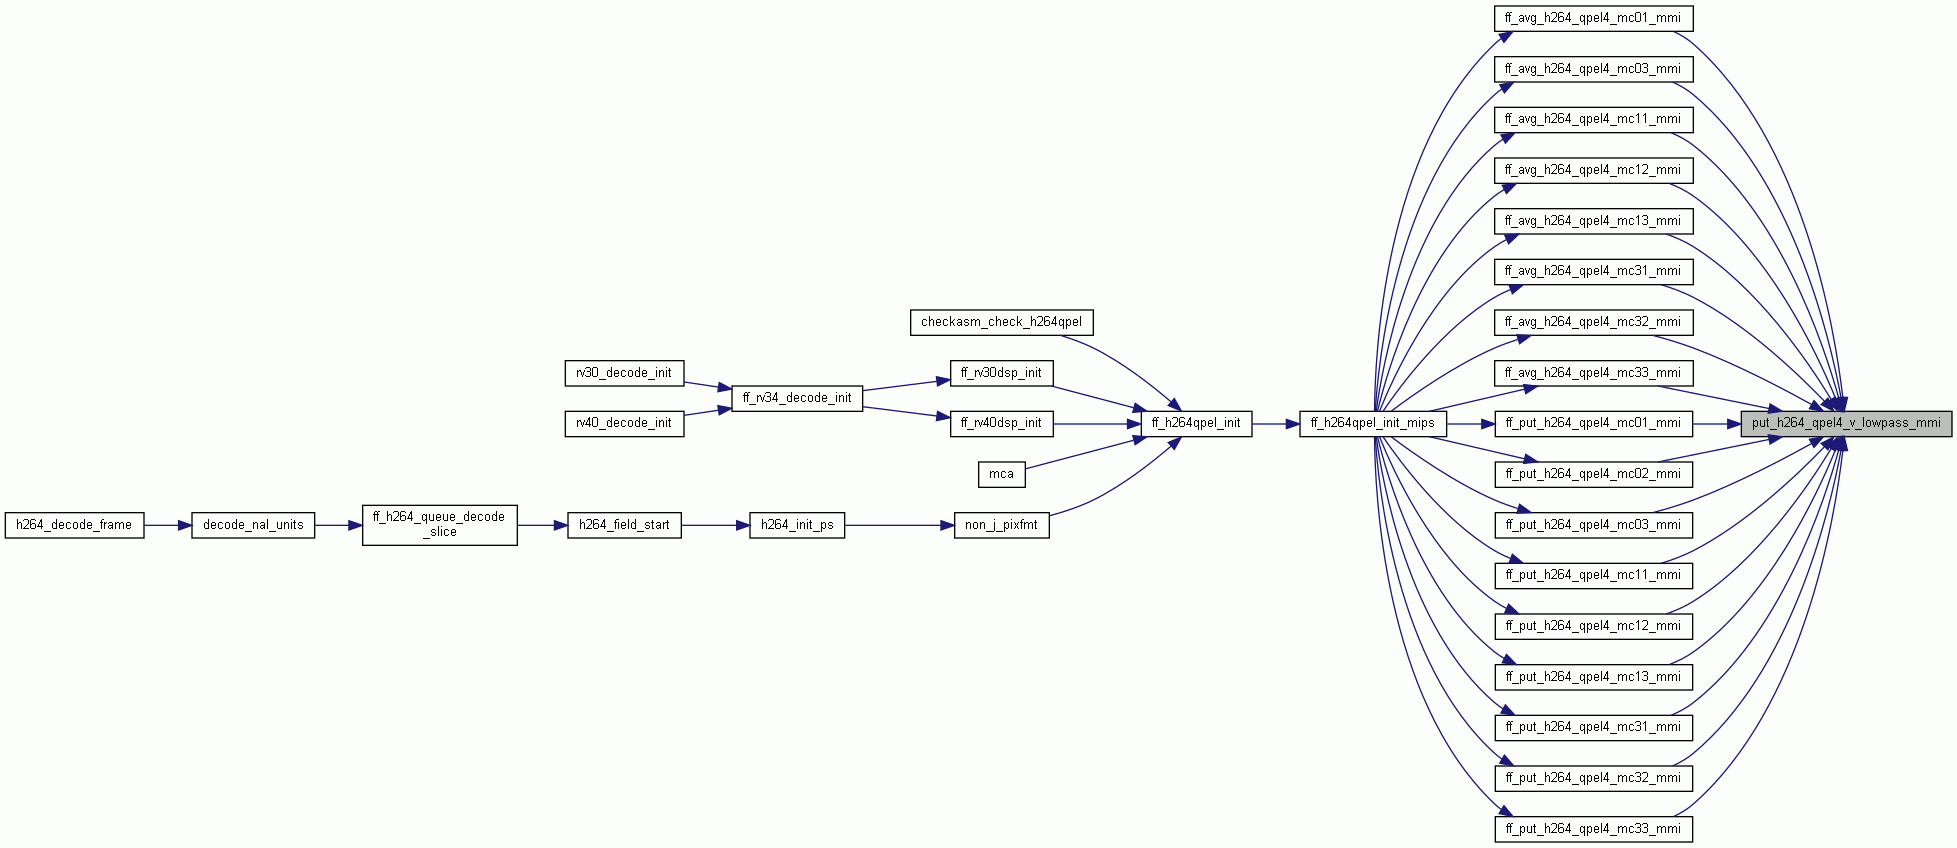 ff_avg_h264_qpel4_mc01_mmi
ff_avg_h264_qpel4_mc03_mmi
ff_avg_h264_qpel4_mc11_mmi
ff_avg_h264_qpel4_mc12_mmi
ff_avg_h264_qpel4_mc13_mmi
ff_avg_h264_qpel4_mc31_mmi
checkasm_check_h264qpel
ff_avg_h264_qpel4_mc32_mmi
rv30_decode_init
ff_rv30dsp_init
ff_avg_h264_qpel4_mc33_mmi
ff_rv34_decode_init
rv40_decode_init
ff_rv40dsp_init
ff_h264qpel_init
ff_h264qpel_init_mips
ff_put_h264_qpel4_mc01_mmi
put_h264_qpel4_v_lowpass_mmi
mca
ff_put_h264_qpel4_mc02_mmi
h264_decode_frame
decode_nal_units
ff_h264_queue_decode
_slice
h264_field_start
h264_init_ps
non_j_pixfmt
ff_put_h264_qpel4_mc03_mmi
ff_put_h264_qpel4_mc11_mmi
ff_put_h264_qpel4_mc12_mmi
ff_put_h264_qpel4_mc13_mmi
ff_put_h264_qpel4_mc31_mmi
ff_put_h264_qpel4_mc32_mmi
ff_put_h264_qpel4_mc33_mmi